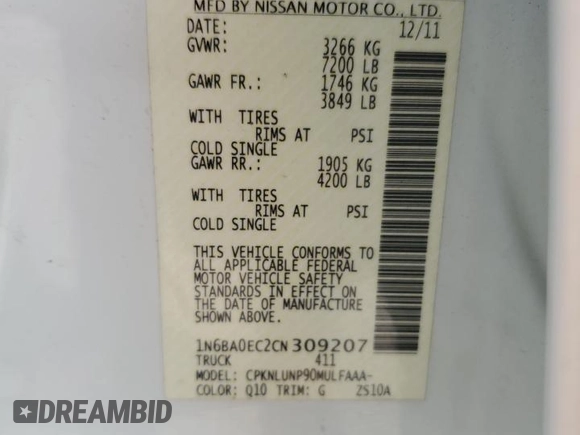 MFD BY NISSAN MOTOR CO., LTD.
DATE: 12/11
GVWR: 3266 KG
7200 LB
GAWR FR.: 1746 KG
3849 LB
WITH TIRES
RIMS AT PSI
COLD SINGLE
GAWR RR.: 1905 KG
4200 LB
WITH TIRES
RIMS AT PSI
COLD SINGLE
THIS VEHICLE CONFORMS TO
ALL APPLICABLE FEDERAL
MOTOR VEHICLE SAFETY
STANDARDS IN EFFECT ON
THE DATE OF MANUFACTURE
SHOWN ABOVE.
1N6BA0EC2CN309207
TRUCK 411
MODEL: CPKNLUNP90MULFAAA-
COLOR: Q10 TRIM: G ZS10A
DREAMBID